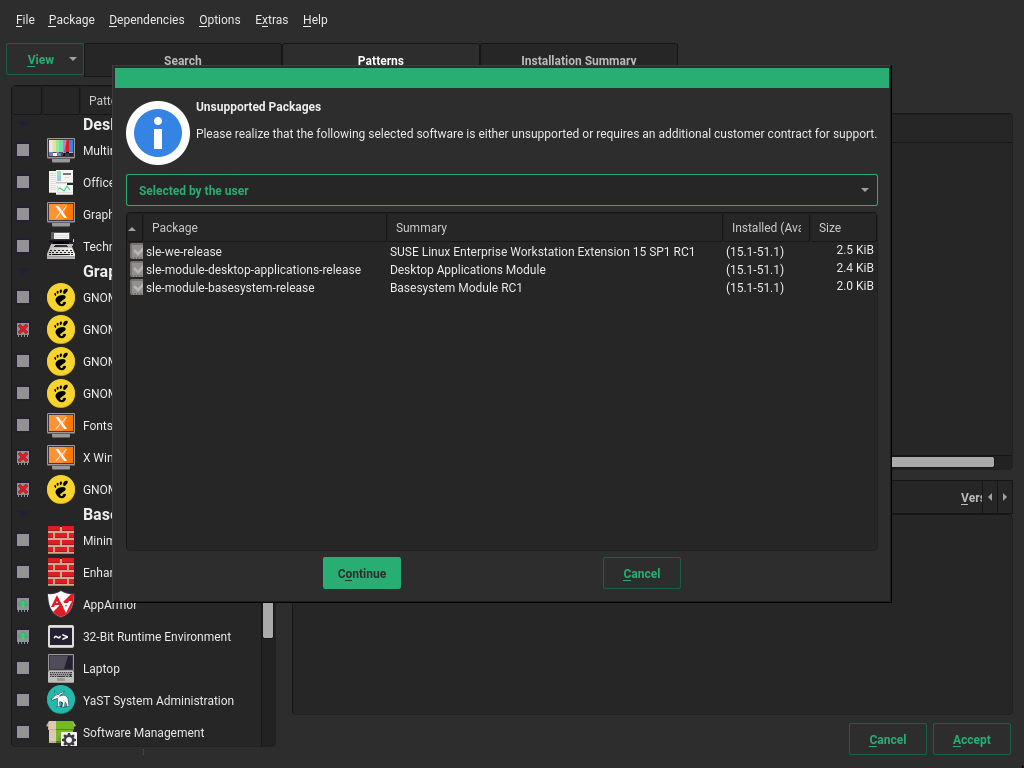 File Package Dependencies Options Extras Help
View Search Patterns Installation Summary
Unsupported Packages
Please realize that the following selected software is either unsupported or requires an additional customer contract for support.
Selected by the user
Package Summary Installed (Ava Size
sle-we-release SUSE Linux Enterprise Workstation Extension 15 SP1 RC1 (15.1-51.1) 2.5 KiB
sle-module-desktop-applications-release Desktop Applications Module (15.1-51.1) 2.4 KiB
sle-module-basesystem-release Basesystem Module RC1 (15.1-51.1) 2.0 KiB
Continue Cancel
Patt
Des
Multi
Office
Graph
Techn
Grap
GNOM
GNOM
GNOM
GNOM
Fonts
X Win
GNOM
Bas
Minim
Enhan
AppArmor
32-Bit Runtime Environment
Laptop
YaST System Administration
Software Management
Vers
Cancel Accept